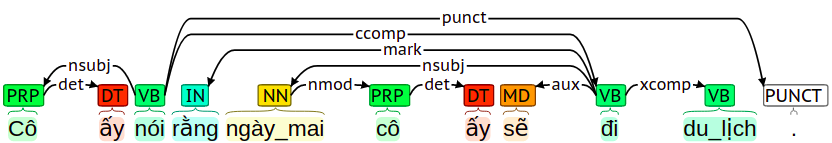 punct
ccomp
mark
nsubj nsubj
det nmod det aux xcomp
PRP DT VB IN NN PRP DT MD VB VB PUNCT
Cô ấy nói rằng ngày_mai cô ấy sẽ đi du_lịch .